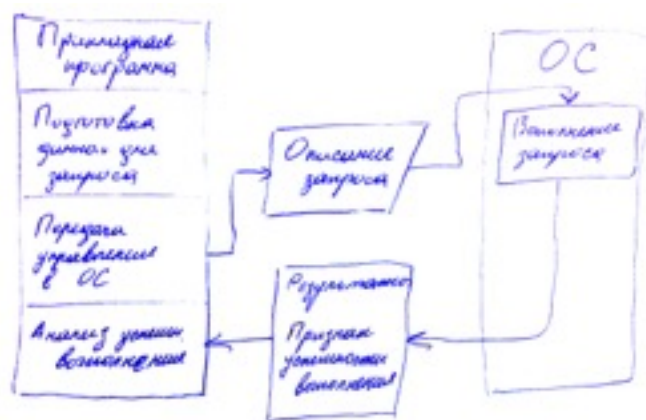 Прикладная
программа
Подготовка
данных для
запроса
Передача
управления
с ОС
Анализ успешн.
выполнения
Описание
запроса
ОС
Выполнение
запроса
Результаты
Признак
успешности
выполнения